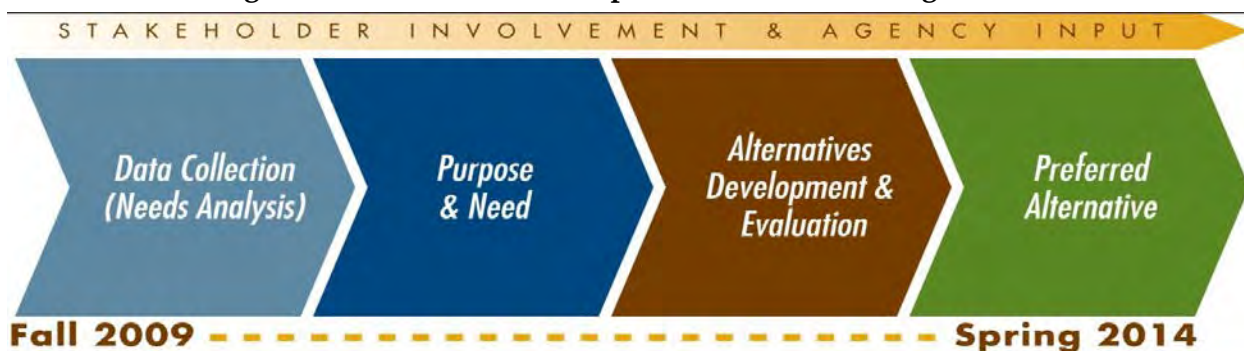 STAKEHOLDER INVOLVEMENT & AGENCY INPUT
Data Collection
(Needs Analysis)
Purpose
& Need
Alternatives
Development &
Evaluation
Preferred
Alternative
Fall 2009
Spring 2014